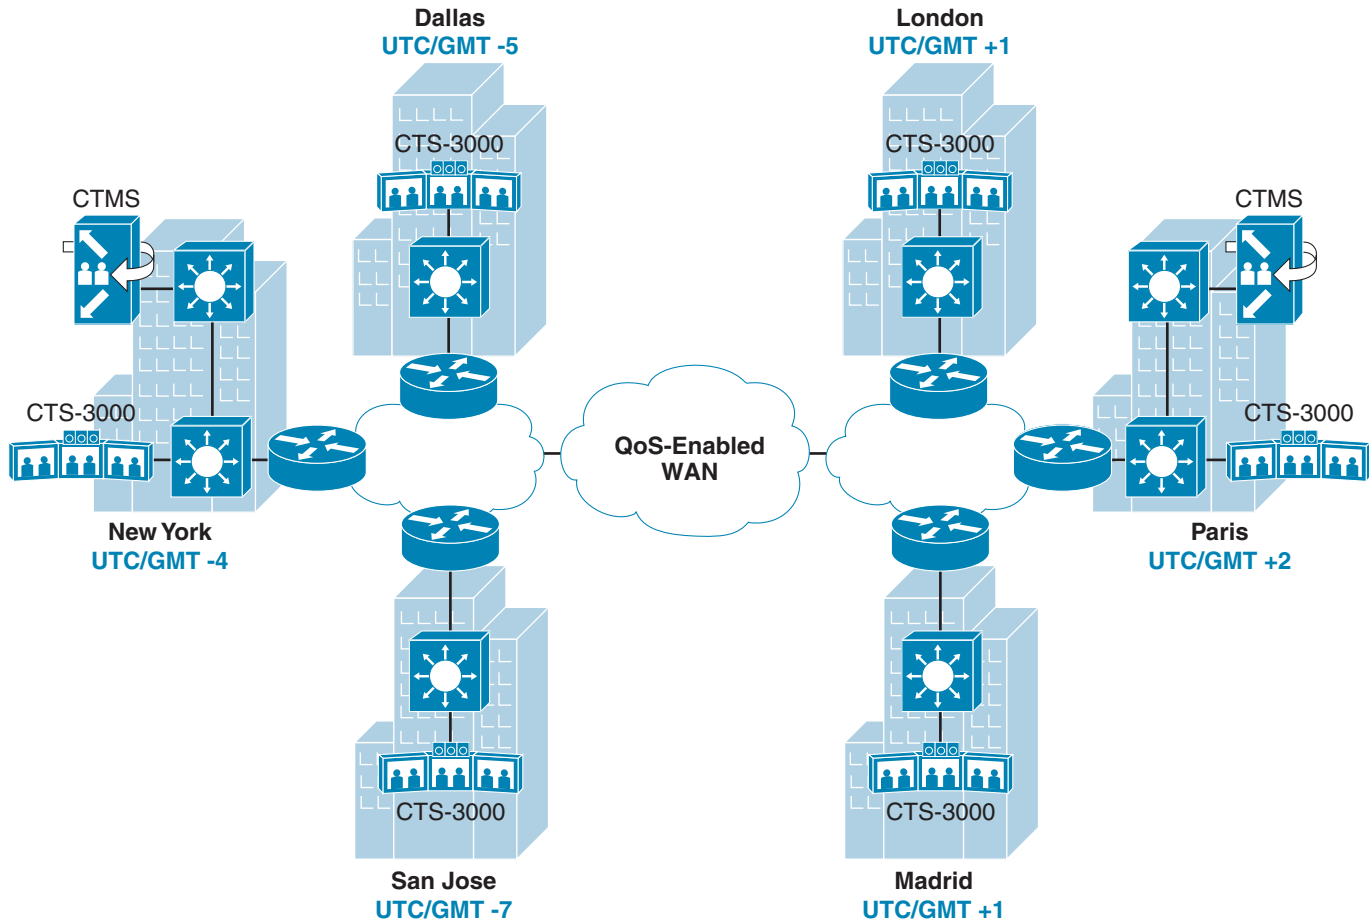 Dallas
UTC/GMT -5
London
UTC/GMT +1
CTS-3000
CTS-3000
CTMS
CTMS
CTS-3000
CTS-3000
QoS-Enabled
WAN
New York
UTC/GMT -4
Paris
UTC/GMT +2
CTS-3000
CTS-3000
San Jose
UTC/GMT -7
Madrid
UTC/GMT +1